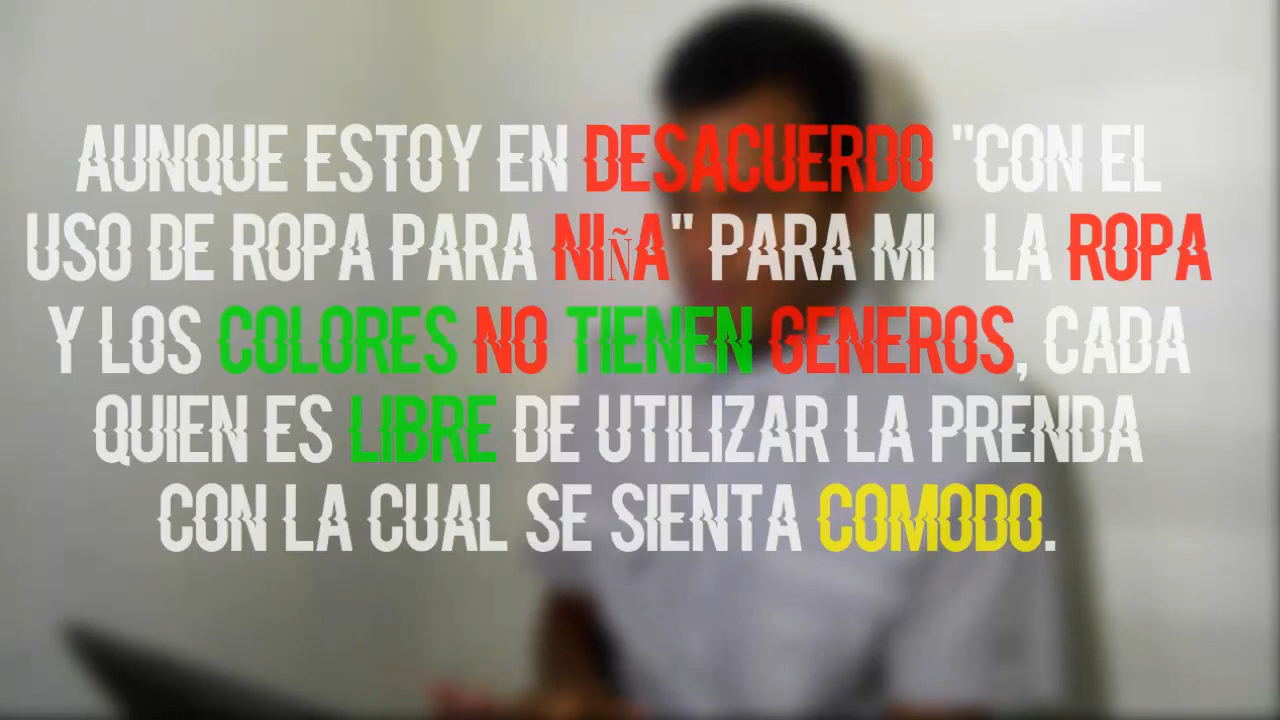 AUNQUE ESTOY EN DESACUERDO "CON EL
USO DE ROPA PARA NIÑA" PARA MI LA ROPA
Y LOS COLORES NO TIENEN GENEROS, CADA
QUIEN ES LIBRE DE UTILIZAR LA PRENDA
CON LA CUAL SE SIENTA COMODO.